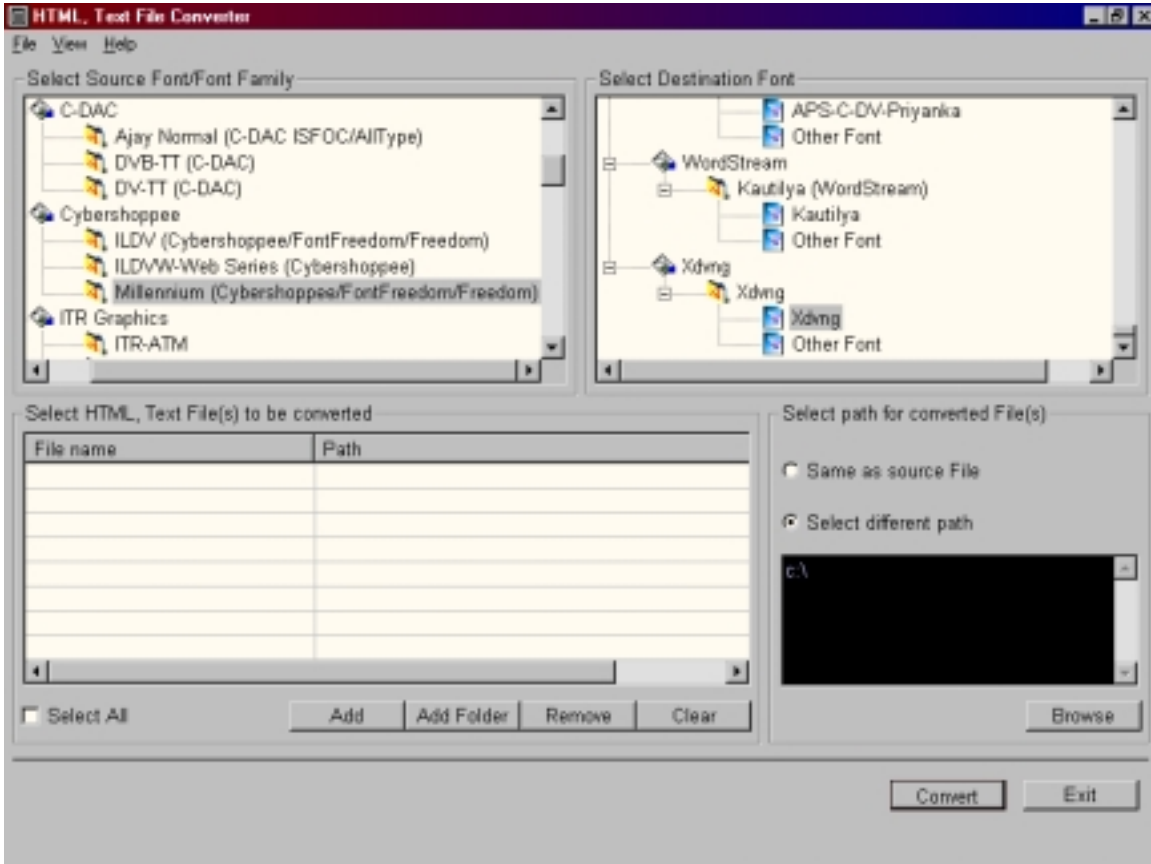 HTML, Text File Converter
File View Help
Select Source Font/Font Family
C-DAC
Ajay Normal (C-DAC ISFOC/AllType)
DVB-TT (C-DAC)
DV-TT (C-DAC)
Cybershoppee
ILDV (Cybershoppee/FontFreedom/Freedom)
ILDVW-Web Series (Cybershoppee)
Millennium (Cybershoppee/FontFreedom/Freedom)
ITR Graphics
ITR-ATM
Select Destination Font
APS-C-DV-Priyanka
Other Font
WordStream
Kautilya (WordStream)
Kautilya
Other Font
Xdvng
Xdvng
Xdvng
Other Font
Select HTML, Text File(s) to be converted
File name Path
Select All Add Add Folder Remove Clear
Select path for converted File(s)
Same as source File
Select different path
c:\
Browse
Convert Exit